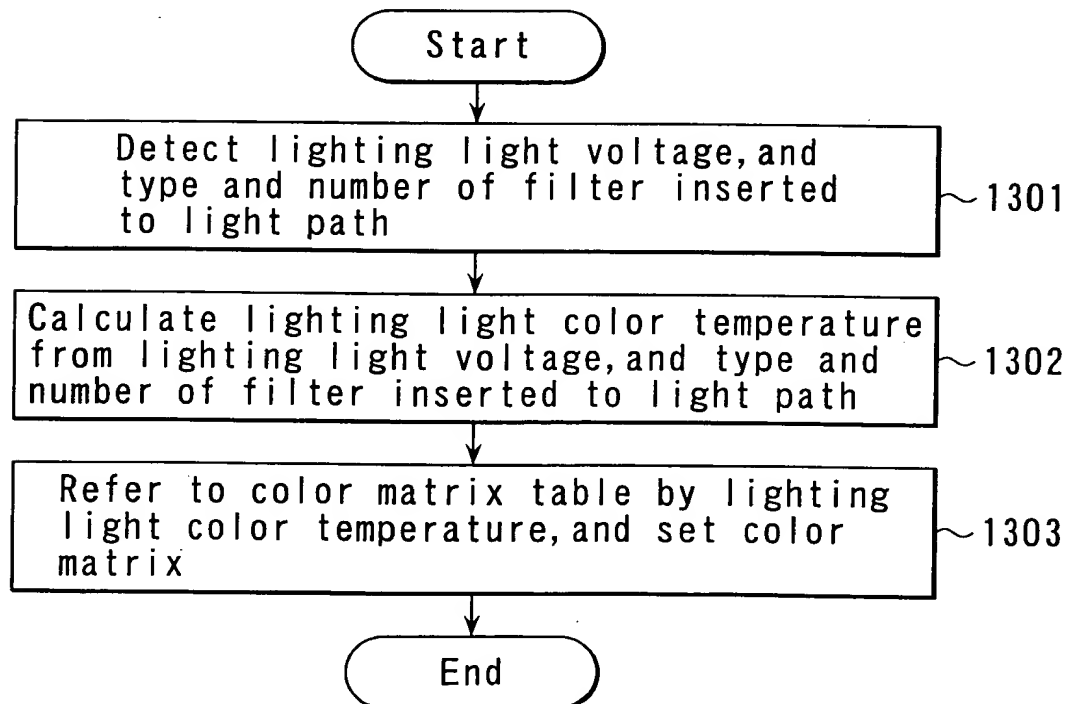 Start
Detect lighting light voltage, and
type and number of filter inserted
to light path
1301
Calculate lighting light color temperature
from lighting light voltage, and type and
number of filter inserted to light path
1302
Refer to color matrix table by lighting
light color temperature, and set color
matrix
1303
End